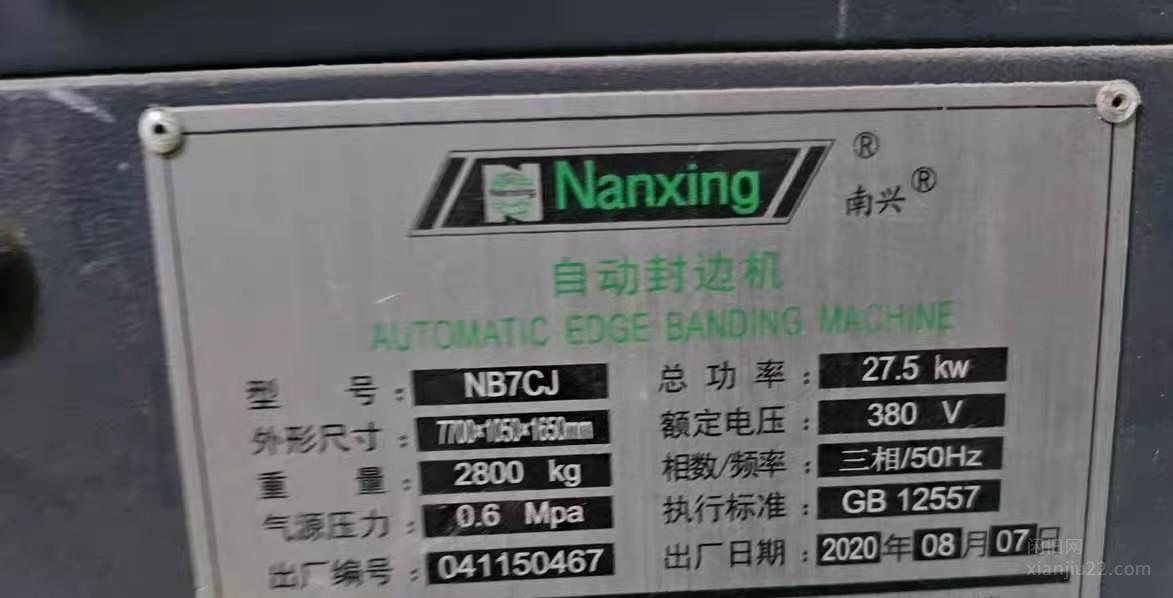 Nanxing Nanxing ®
南兴 ®
自动封边机
AUTOMATIC EDGE BANDING MACHINE
型 号： NB7CJ
总 功 率： 27.5 kw
外形尺寸： 7700×1050×1650mm
额定电压： 380 V
重 量： 2800 kg
相数/频率： 三相/50Hz
气源压力： 0.6 Mpa
执行标准： GB 12557
出厂编号： 041150467
出厂日期： 2020年08月07日
闲旧网
xianjiu22.com